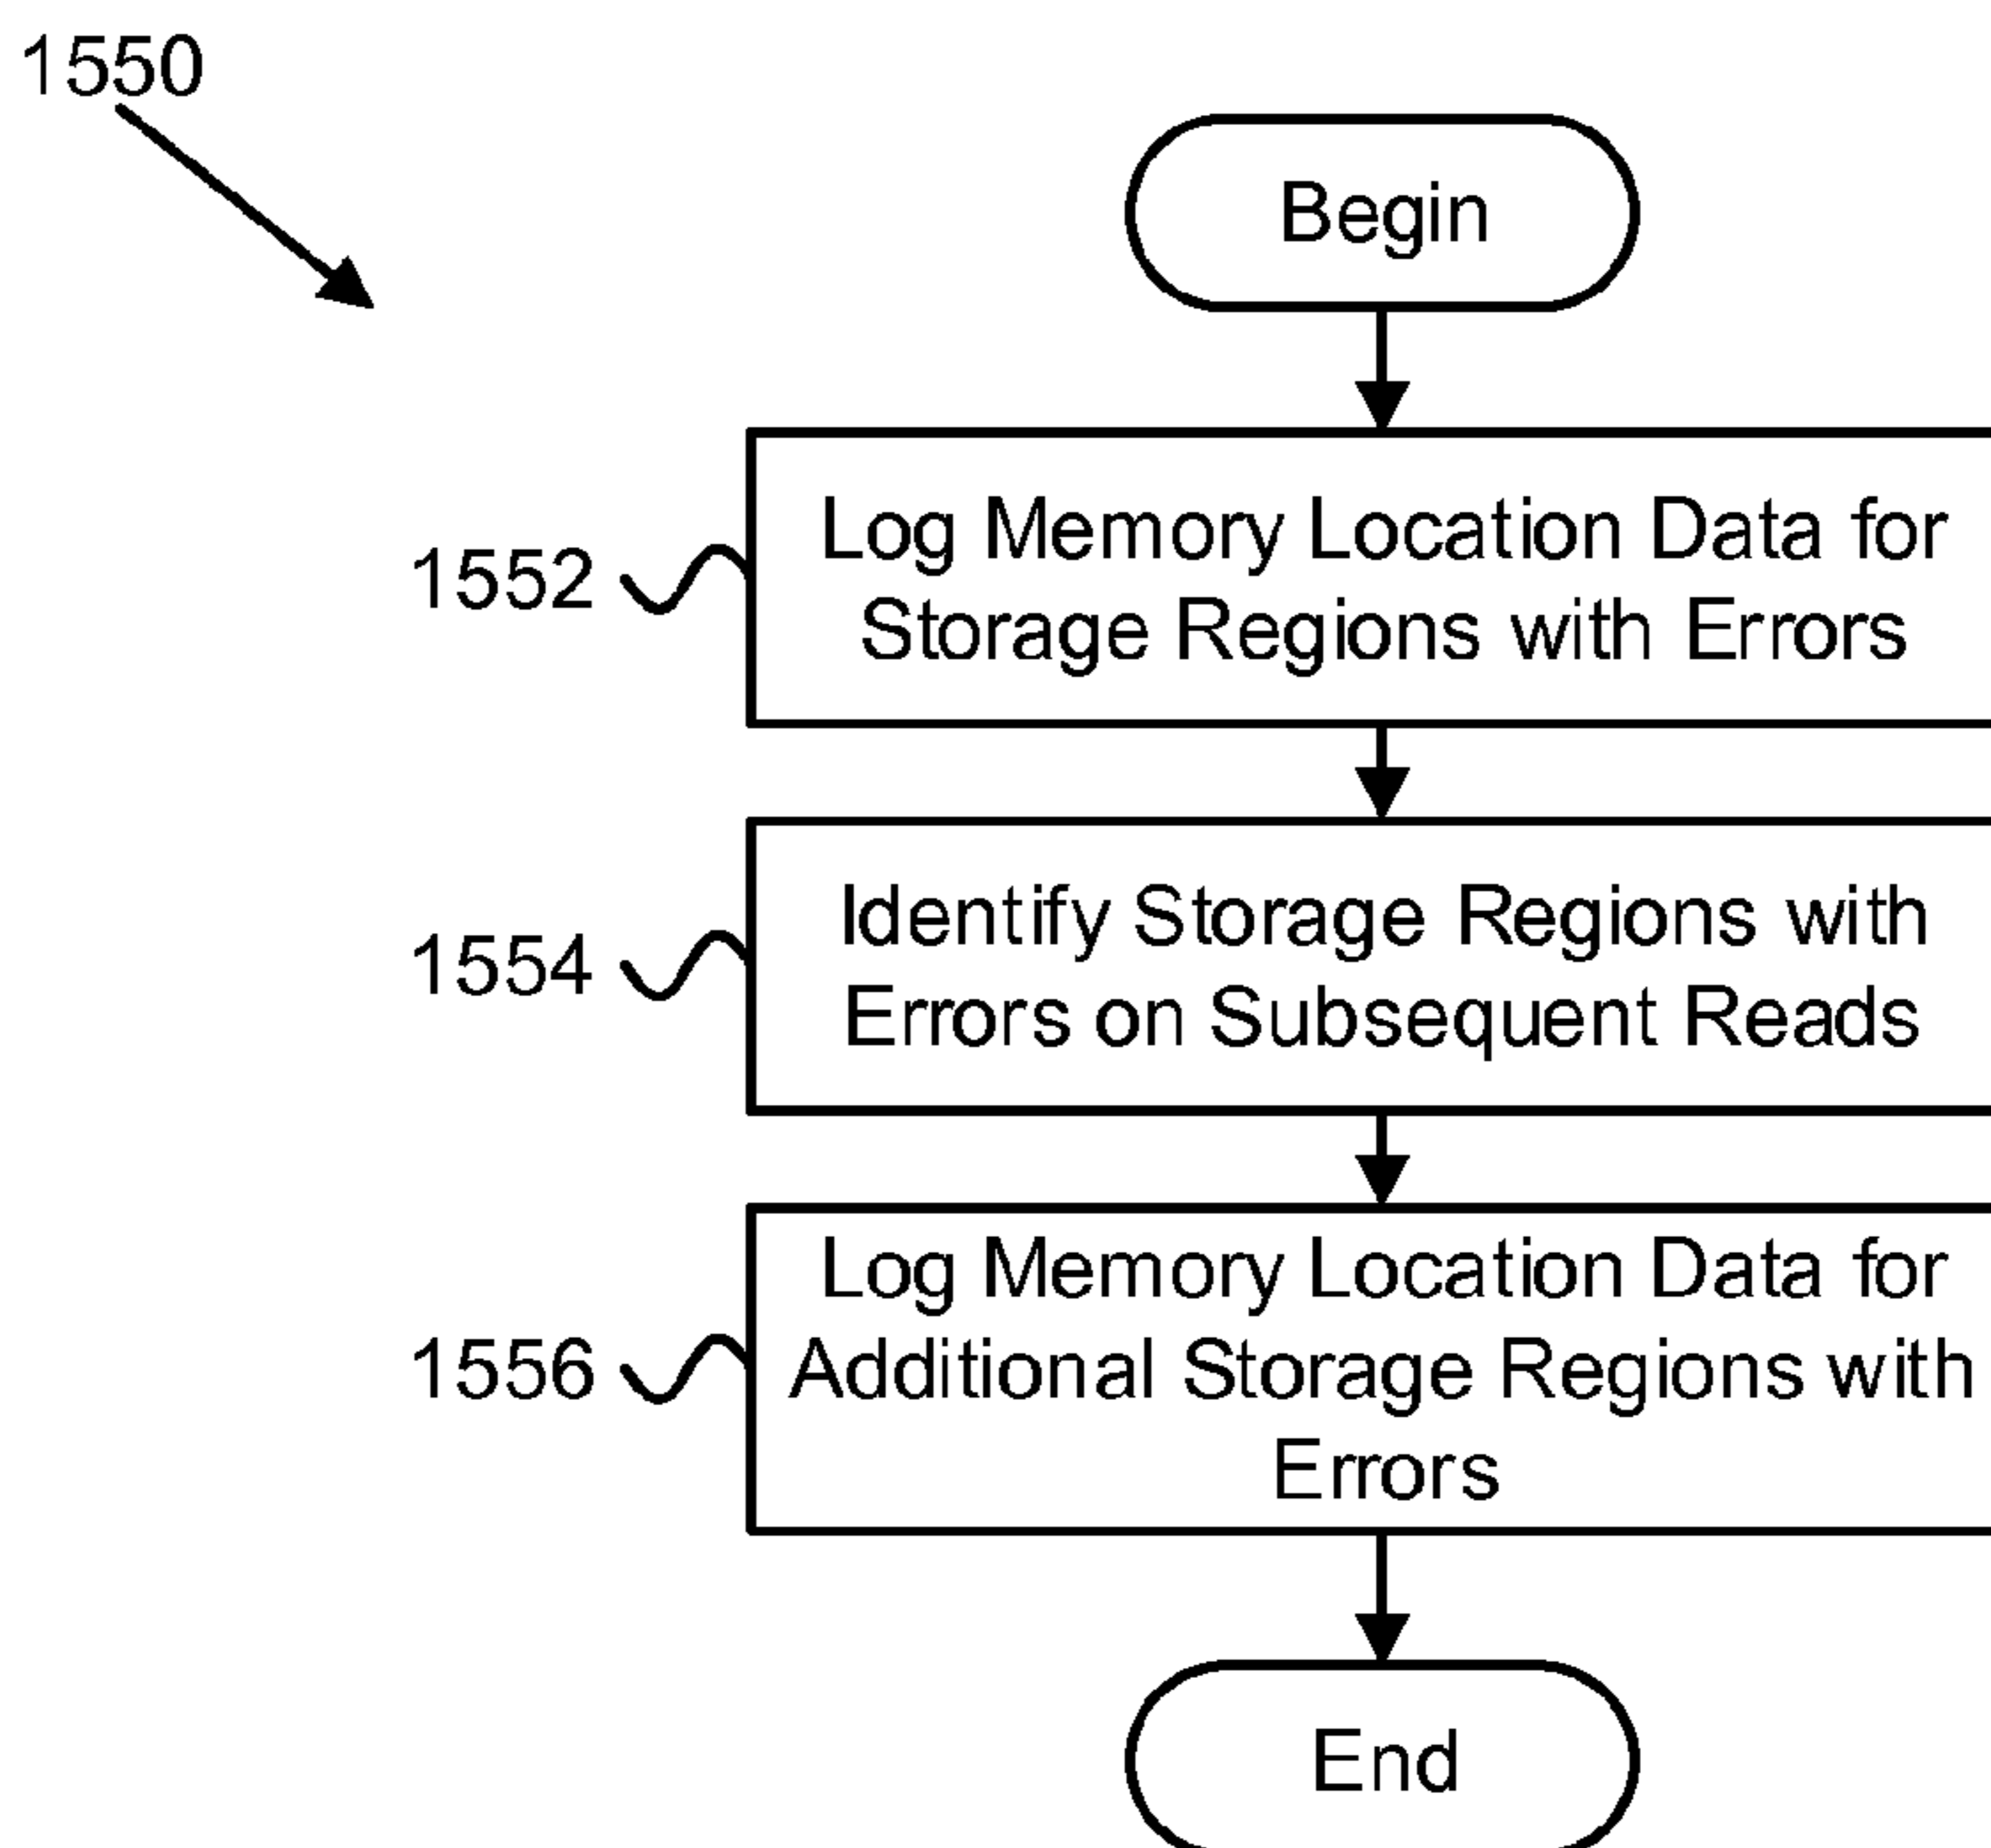 1550
Begin
Log Memory Location Data for
1552
Storage Regions with Errors
Identify Storage Regions with
1554
Errors on Subsequent Reads
Log Memory Location Data for
1556
Additional Storage Regions with
Errors
End